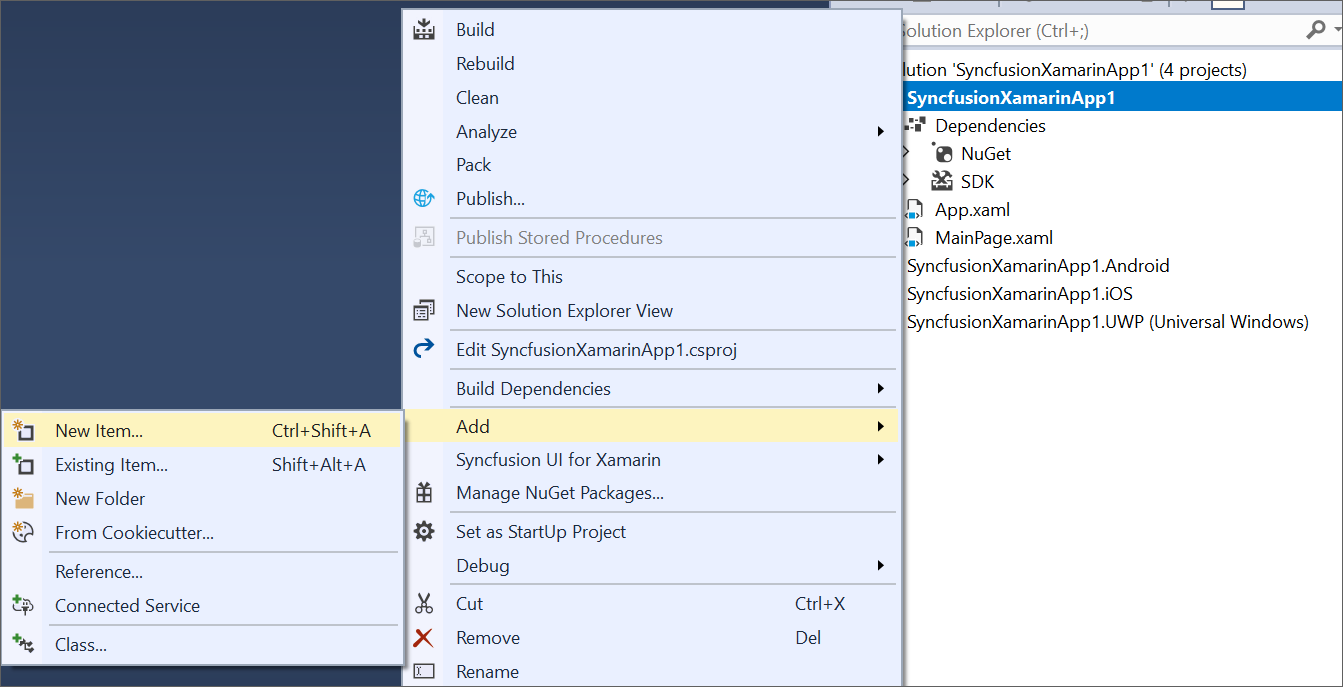 Build
Rebuild
Clean
Analyze
Pack
Publish...
Publish Stored Procedures
Scope to This
New Solution Explorer View
Edit SyncfusionXamarinApp1.csproj
Build Dependencies
Add
Syncfusion UI for Xamarin
Manage NuGet Packages...
Set as StartUp Project
Debug
Cut Ctrl+X
Remove Del
Rename
New Item... Ctrl+Shift+A
Existing Item... Shift+Alt+A
New Folder
From Cookiecutter...
Reference...
Connected Service
Class...
olution Explorer (Ctrl+;)
lution 'SyncfusionXamarinApp1' (4 projects)
SyncfusionXamarinApp1
Dependencies
NuGet
SDK
App.xaml
MainPage.xaml
SyncfusionXamarinApp1.Android
SyncfusionXamarinApp1.iOS
SyncfusionXamarinApp1.UWP (Universal Windows)